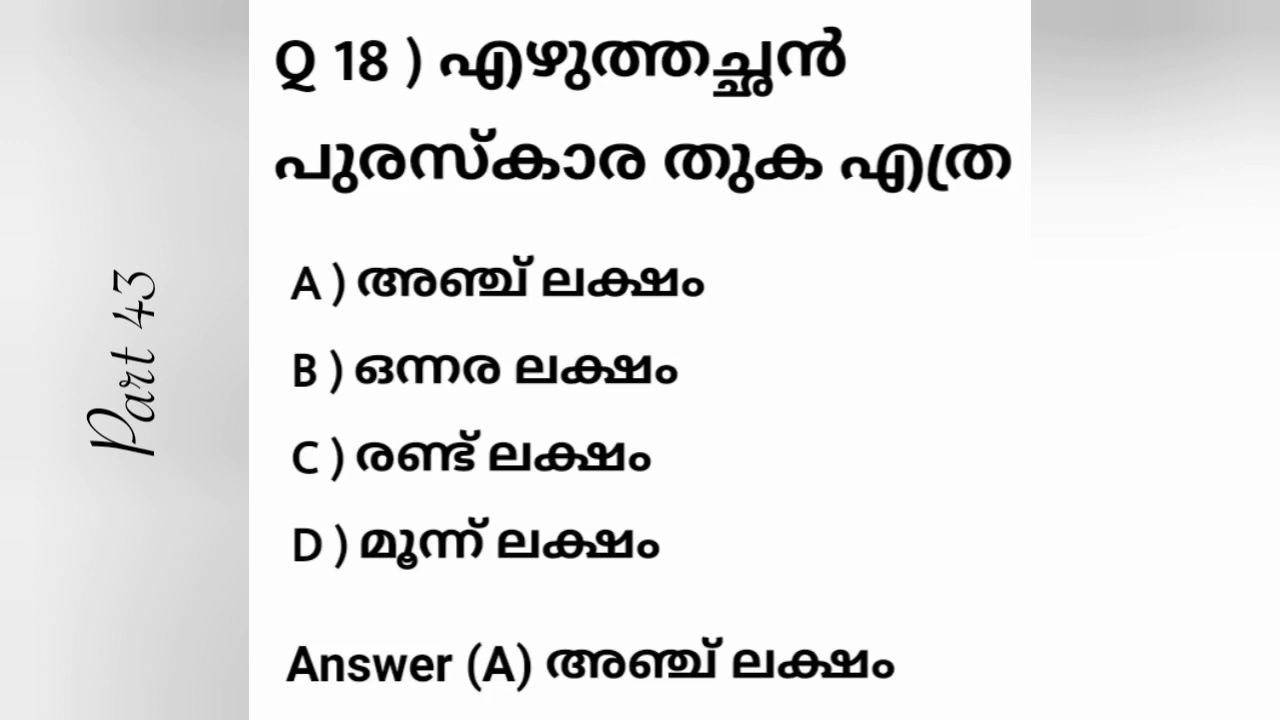 Part 43
Q 18 ) എഴുത്തച്ഛൻ
പുരസ്കാര തുക എത്ര
A ) അഞ്ച് ലക്ഷം
B ) ഒന്നര ലക്ഷം
C ) രണ്ട് ലക്ഷം
D ) മൂന്ന് ലക്ഷം
Answer (A) അഞ്ച് ലക്ഷം